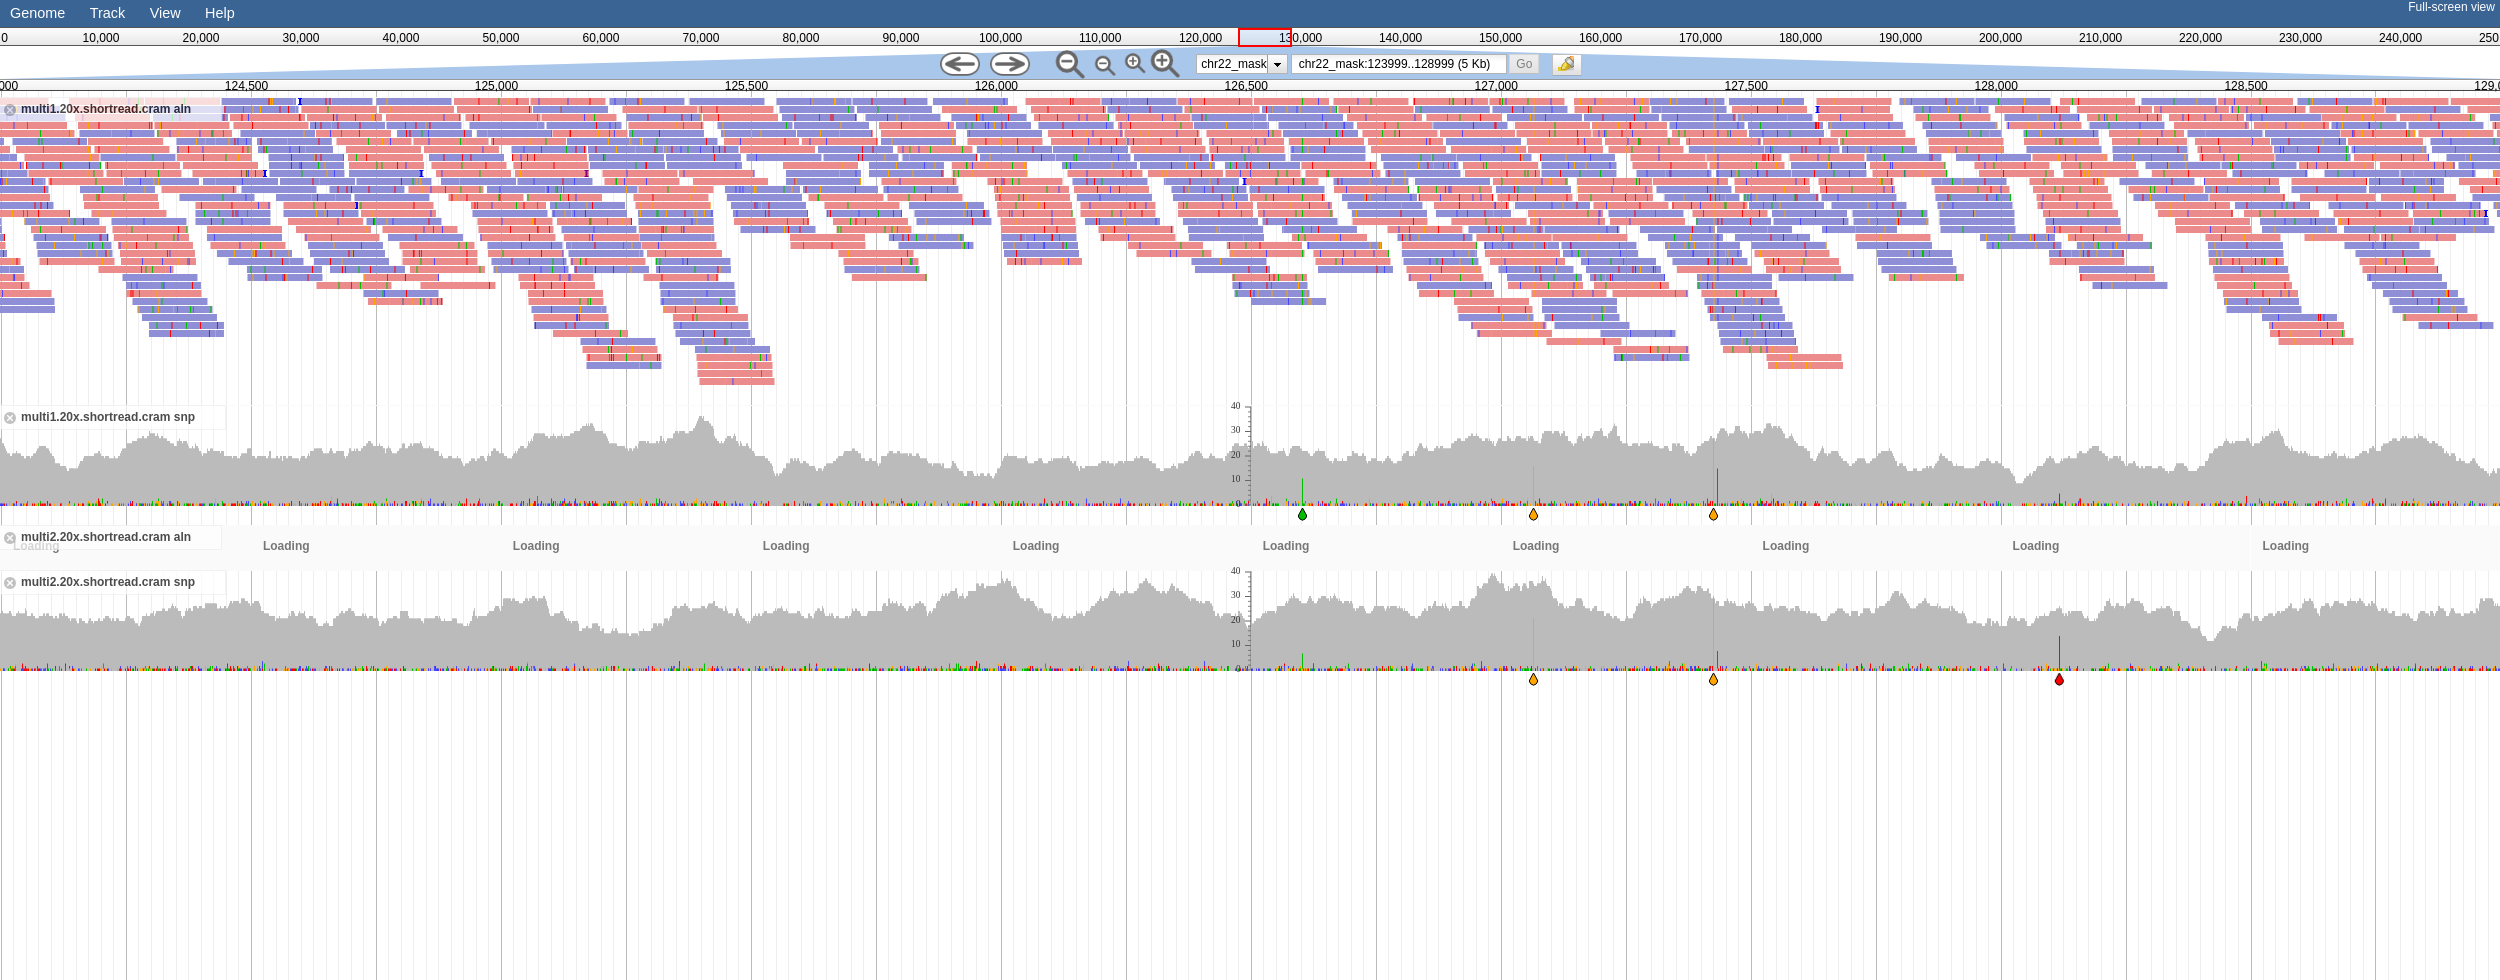 Genome Track View Help Full-screen view
0 10,000 20,000 30,000 40,000 50,000 60,000 70,000 80,000 90,000 100,000 110,000 120,000 130,000 140,000 150,000 160,000 170,000 180,000 190,000 200,000 210,000 220,000 230,000 240,000 250
chr22_mask chr22_mask:123999..128999 (5 Kb) Go
000 124,500 125,000 125,500 126,000 126,500 127,000 127,500 128,000 128,500 129,0
multi1.20x.shortread.cram aln
multi1.20x.shortread.cram snp
40
30
20
10
0
multi2.20x.shortread.cram aln
Loading Loading Loading Loading Loading Loading Loading Loading Loading Loading
multi2.20x.shortread.cram snp
40
30
20
10
0